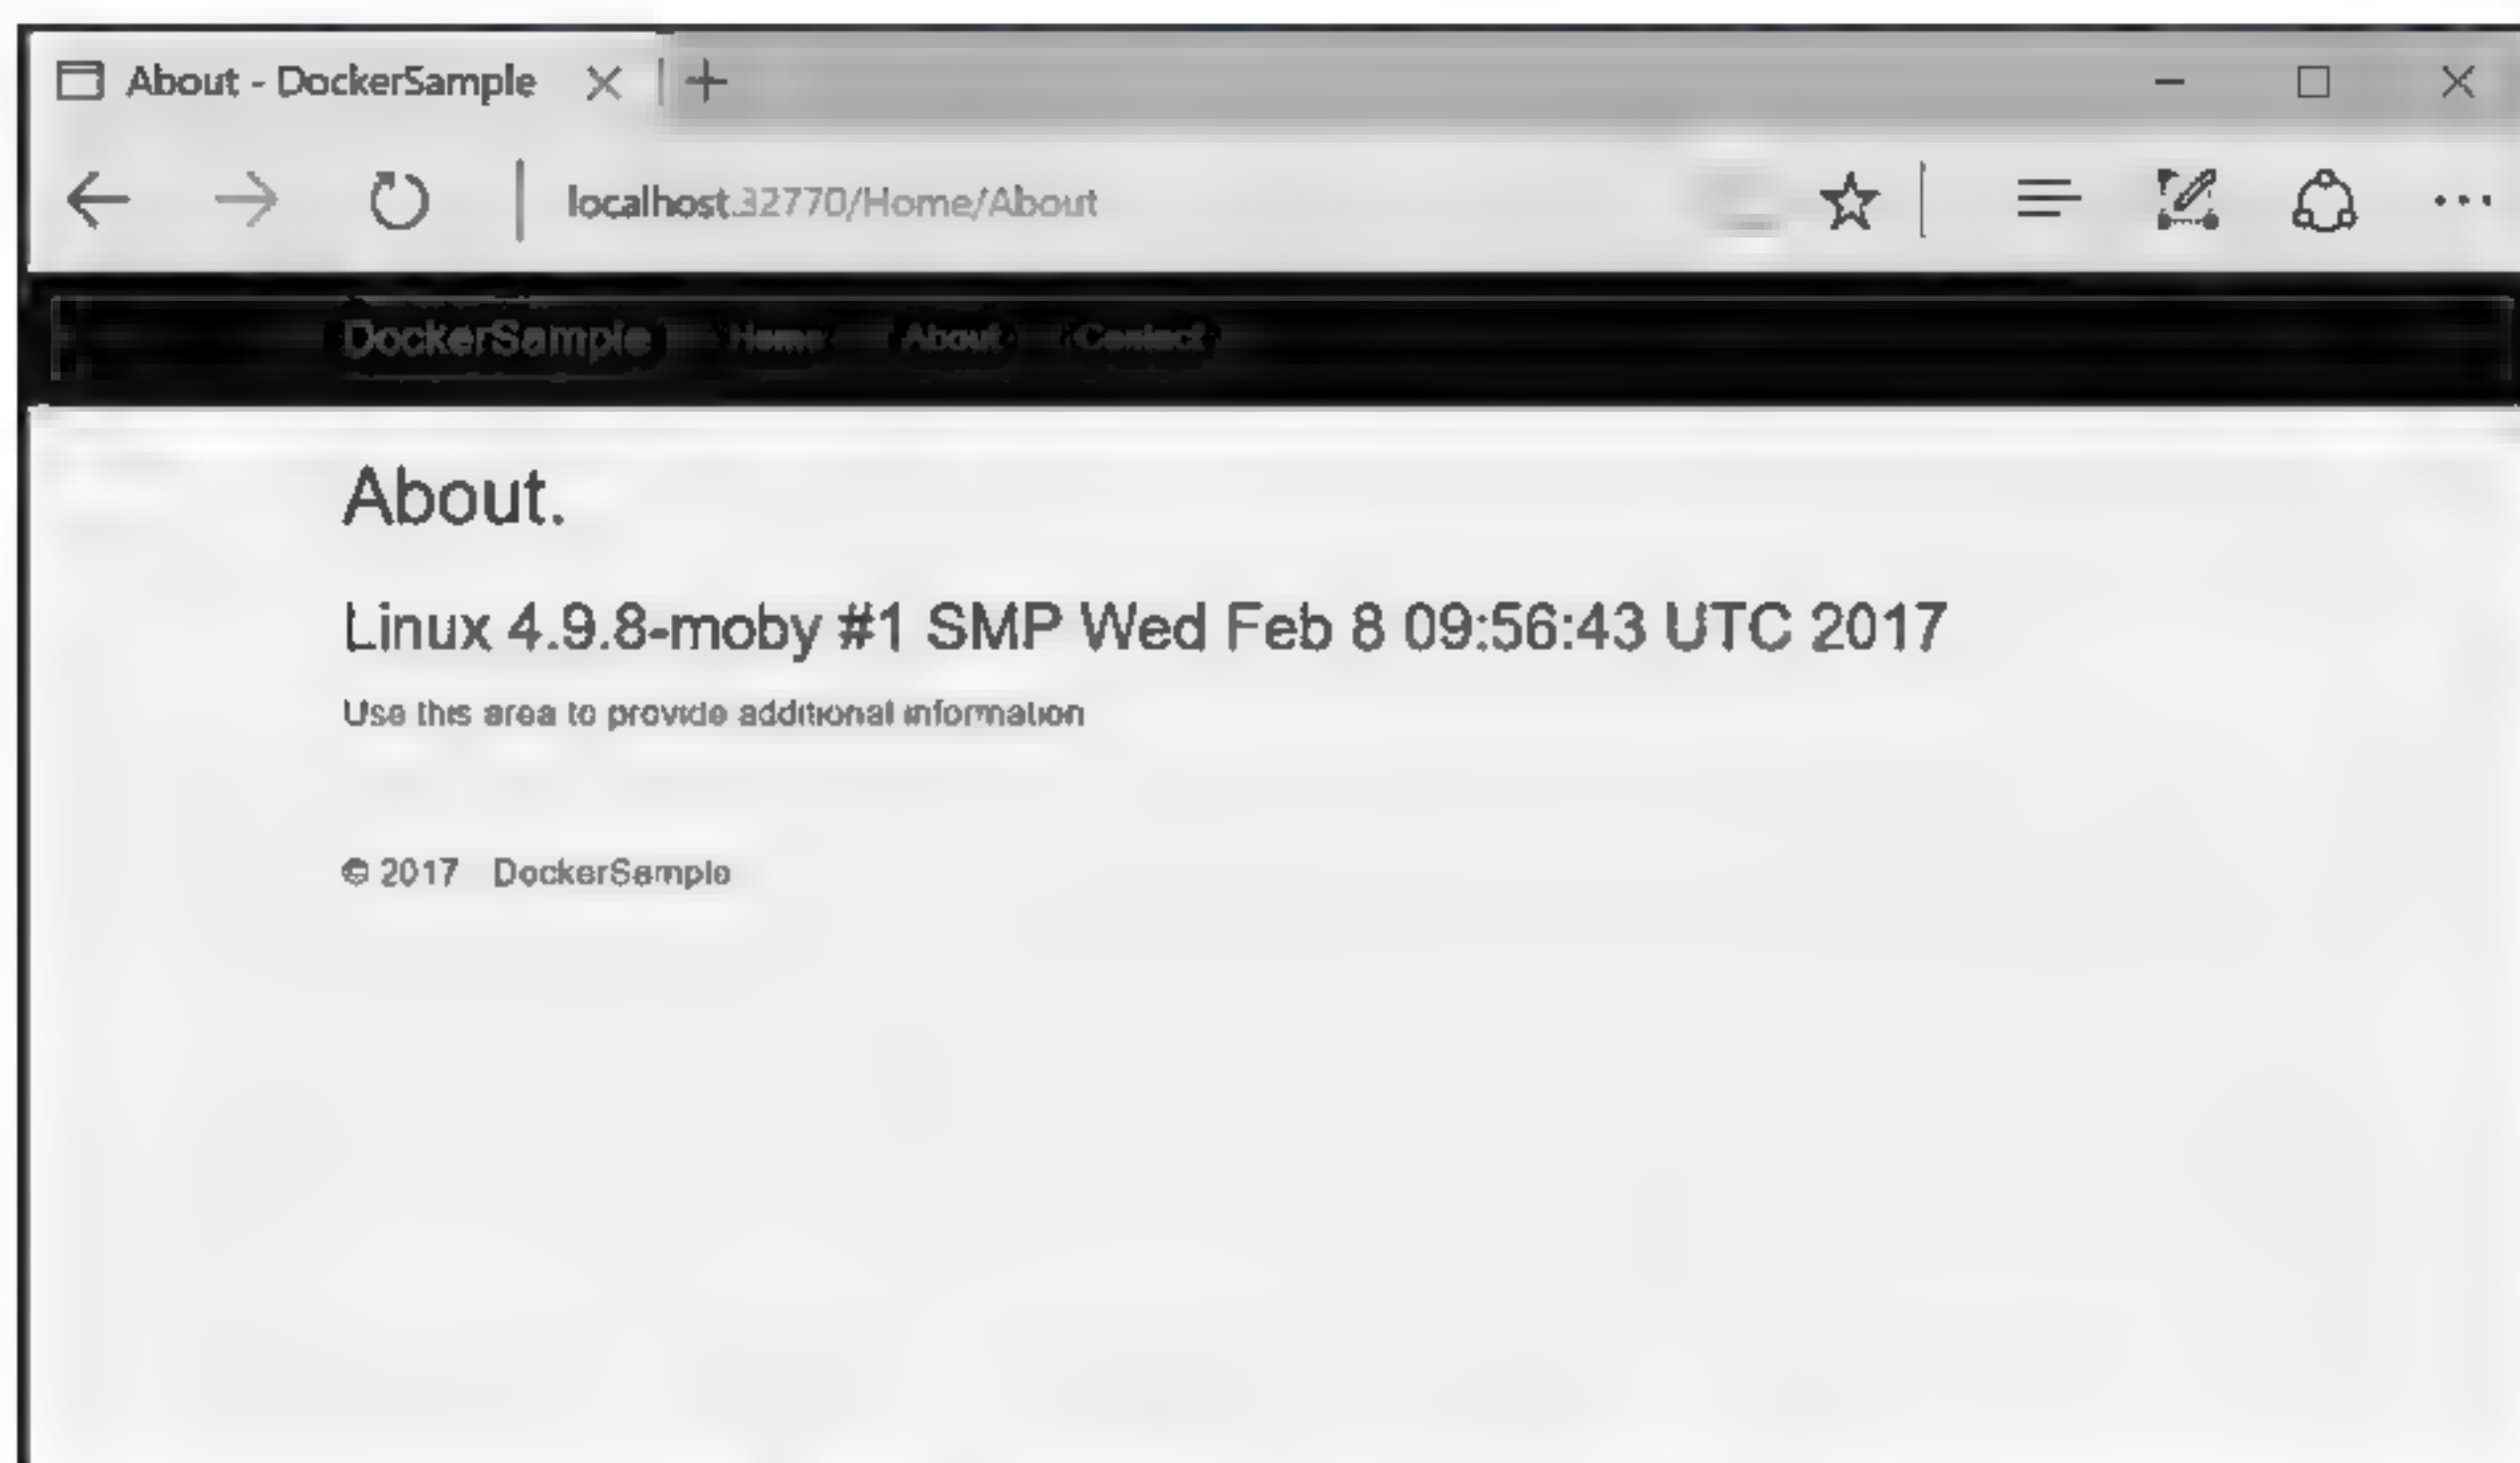 About - DockerSample
localhost:32770/Home/About
DockerSample Home About Contact
About.
Linux 4.9.8-moby #1 SMP Wed Feb 8 09:56:43 UTC 2017
Use this area to provide additional information
© 2017 DockerSample